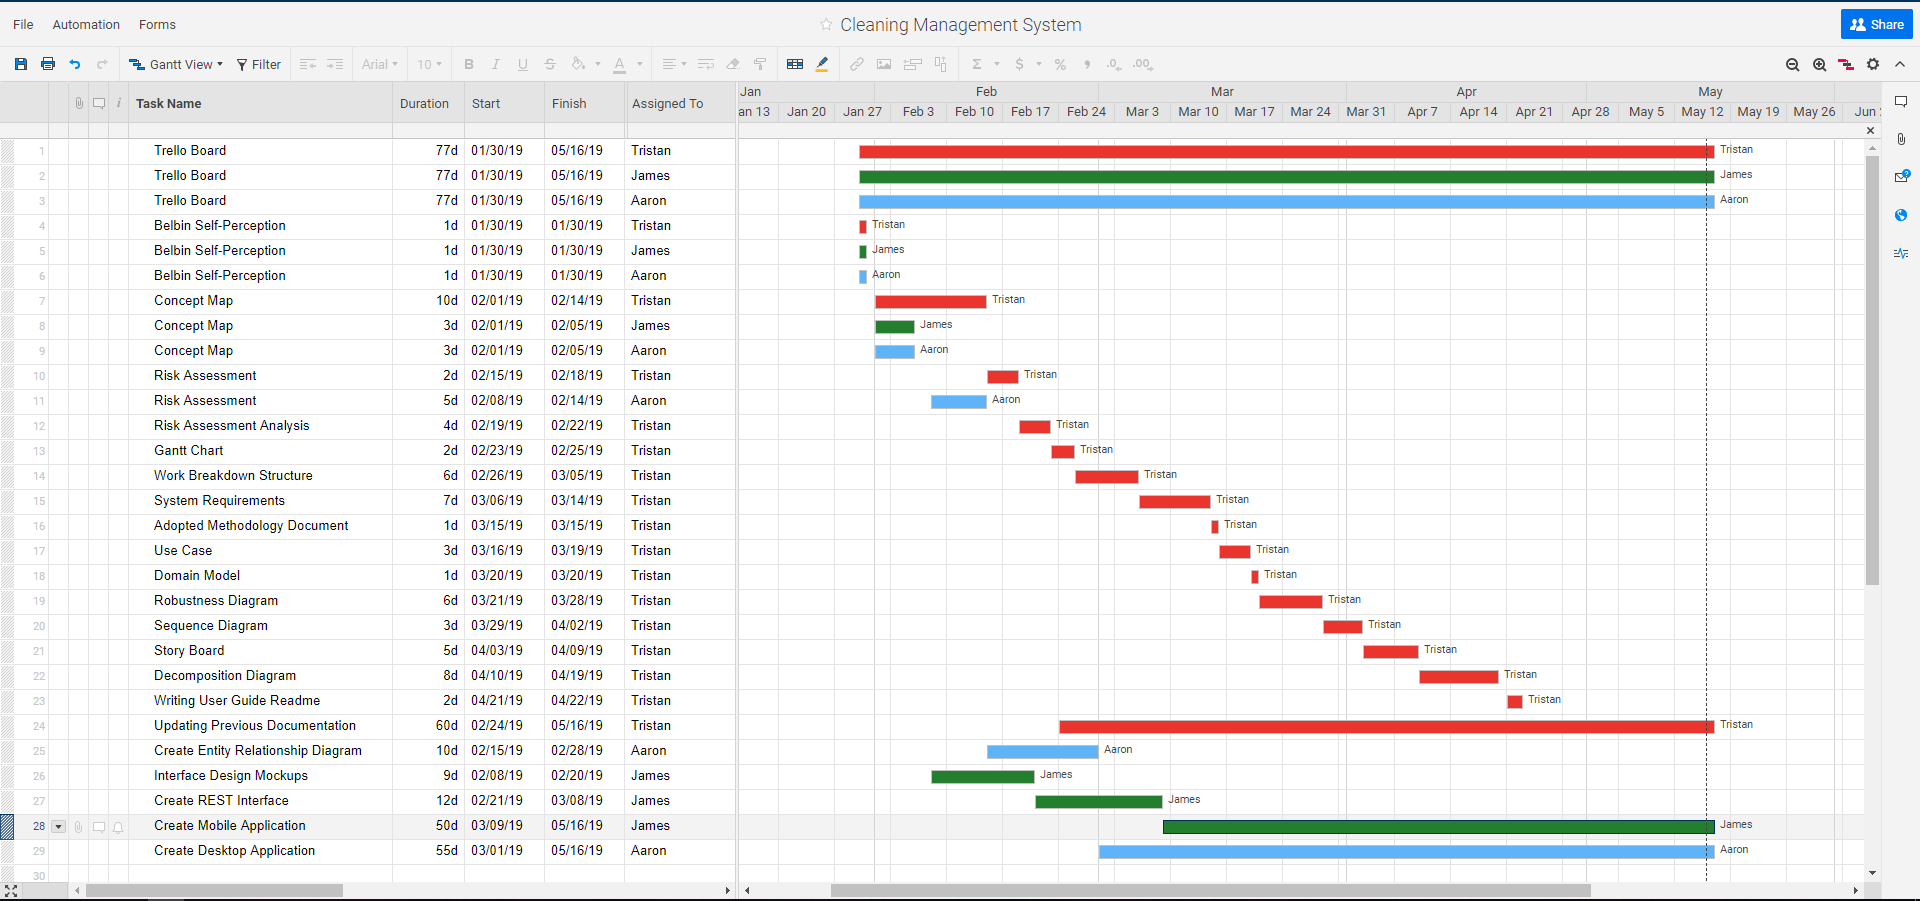 File Automation Forms Cleaning Management System Share
Gantt View Filter Arial 10 B I U S A Σ $ % , .0 .00
i Task Name Duration Start Finish Assigned To
Jan Feb Mar Apr May
an 13 Jan 20 Jan 27 Feb 3 Feb 10 Feb 17 Feb 24 Mar 3 Mar 10 Mar 17 Mar 24 Mar 31 Apr 7 Apr 14 Apr 21 Apr 28 May 5 May 12 May 19 May 26 Jun
1 Trello Board 77d 01/30/19 05/16/19 Tristan Tristan
2 Trello Board 77d 01/30/19 05/16/19 James James
3 Trello Board 77d 01/30/19 05/16/19 Aaron Aaron
4 Belbin Self-Perception 1d 01/30/19 01/30/19 Tristan Tristan
5 Belbin Self-Perception 1d 01/30/19 01/30/19 James James
6 Belbin Self-Perception 1d 01/30/19 01/30/19 Aaron Aaron
7 Concept Map 10d 02/01/19 02/14/19 Tristan Tristan
8 Concept Map 3d 02/01/19 02/05/19 James James
9 Concept Map 3d 02/01/19 02/05/19 Aaron Aaron
10 Risk Assessment 2d 02/15/19 02/18/19 Tristan Tristan
11 Risk Assessment 5d 02/08/19 02/14/19 Aaron Aaron
12 Risk Assessment Analysis 4d 02/19/19 02/22/19 Tristan Tristan
13 Gantt Chart 2d 02/23/19 02/25/19 Tristan Tristan
14 Work Breakdown Structure 6d 02/26/19 03/05/19 Tristan Tristan
15 System Requirements 7d 03/06/19 03/14/19 Tristan Tristan
16 Adopted Methodology Document 1d 03/15/19 03/15/19 Tristan Tristan
17 Use Case 3d 03/16/19 03/19/19 Tristan Tristan
18 Domain Model 1d 03/20/19 03/20/19 Tristan Tristan
19 Robustness Diagram 6d 03/21/19 03/28/19 Tristan Tristan
20 Sequence Diagram 3d 03/29/19 04/02/19 Tristan Tristan
21 Story Board 5d 04/03/19 04/09/19 Tristan Tristan
22 Decomposition Diagram 8d 04/10/19 04/19/19 Tristan Tristan
23 Writing User Guide Readme 2d 04/21/19 04/22/19 Tristan Tristan
24 Updating Previous Documentation 60d 02/24/19 05/16/19 Tristan Tristan
25 Create Entity Relationship Diagram 10d 02/15/19 02/28/19 Aaron Aaron
26 Interface Design Mockups 9d 02/08/19 02/20/19 James James
27 Create REST Interface 12d 02/21/19 03/08/19 James James
28 Create Mobile Application 50d 03/09/19 05/16/19 James James
29 Create Desktop Application 55d 03/01/19 05/16/19 Aaron Aaron
30